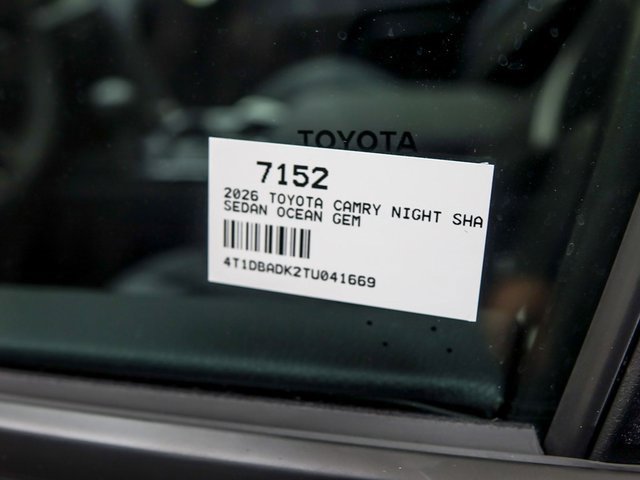 TOYOTA
7152
2026 TOYOTA CAMRY NIGHT SHA
SEDAN OCEAN GEM
4T1DBADK2TU041669